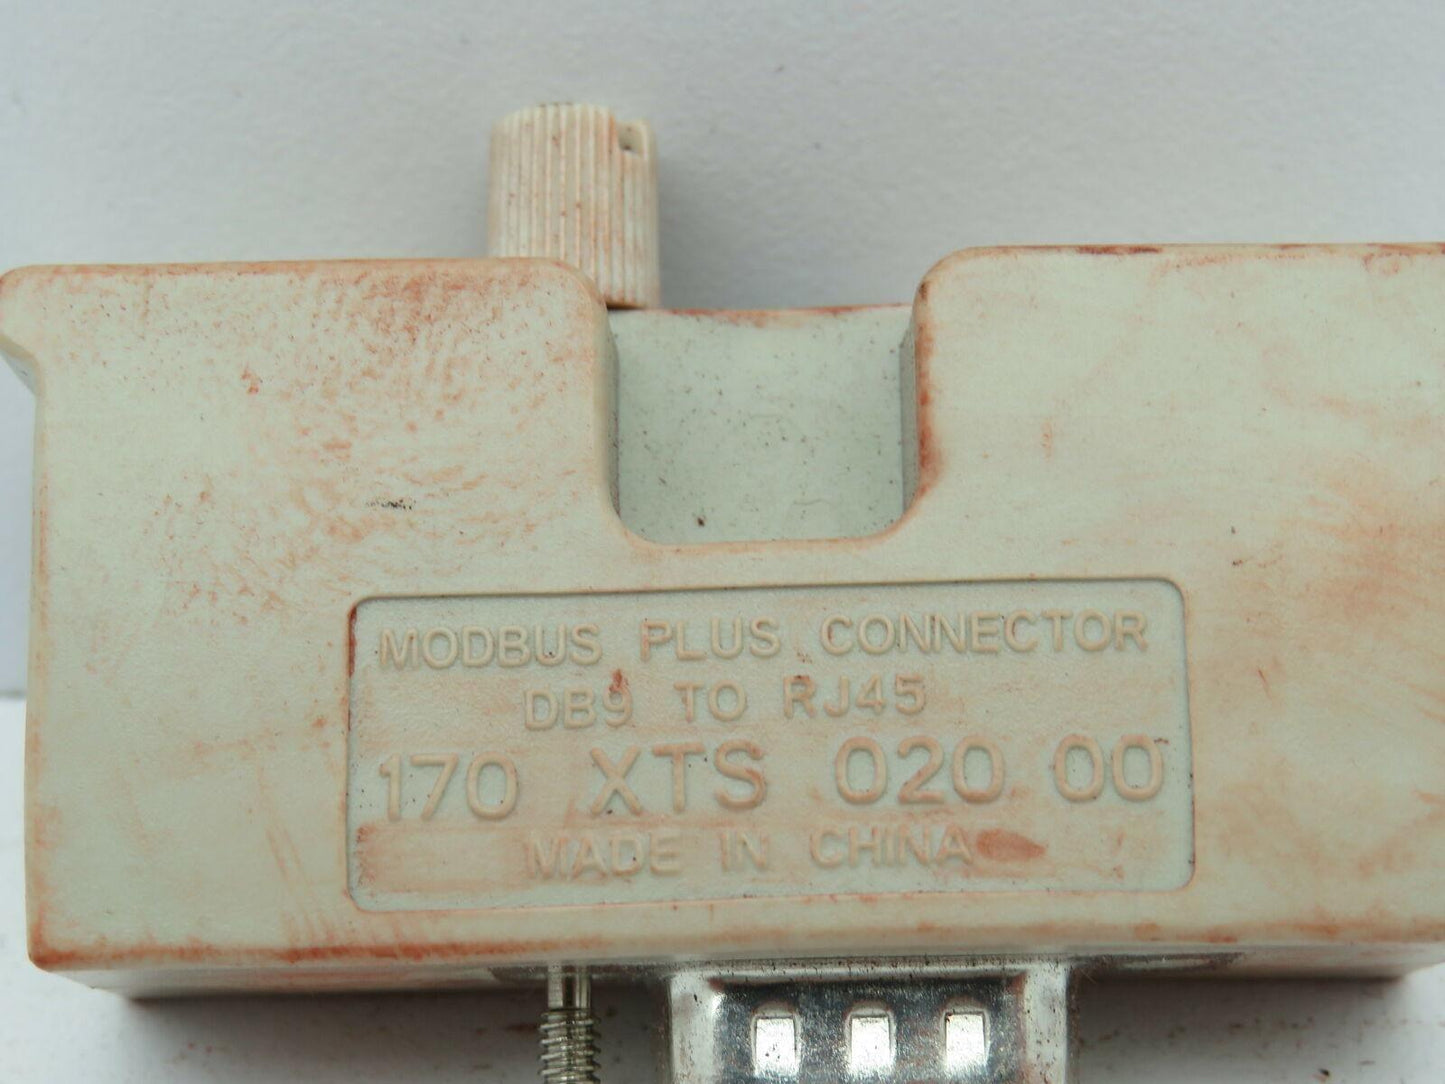 MODBUS PLUS CONNECTOR
DB9 TO RJ45
170 XTS 020 00
MADE IN CHINA